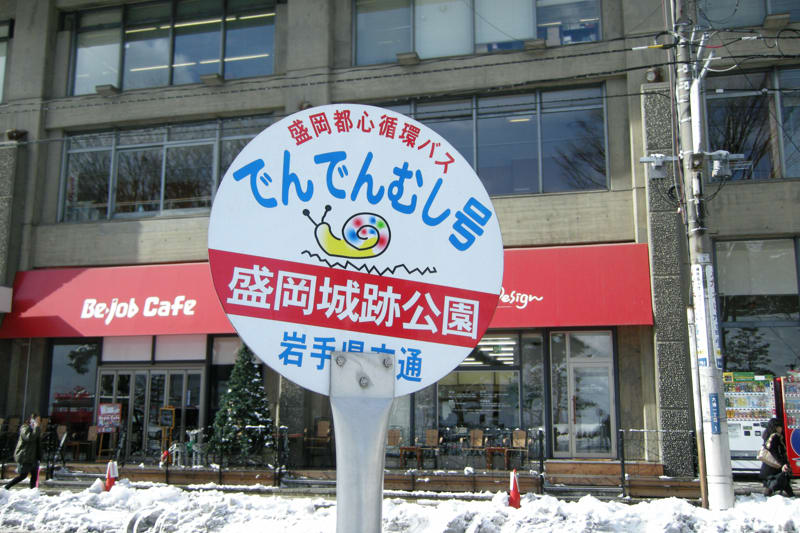 盛岡都心循環バス
でんでんむし号
盛岡城跡公園
岩手県交通
Be-job Cafe
Design